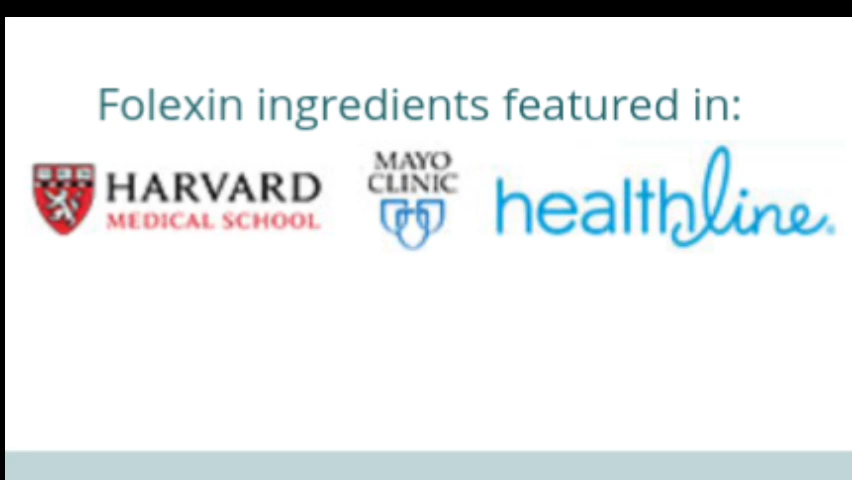 Folexin ingredients featured in:
HARVARD
MEDICAL SCHOOL
MAYO
CLINIC
healthline.